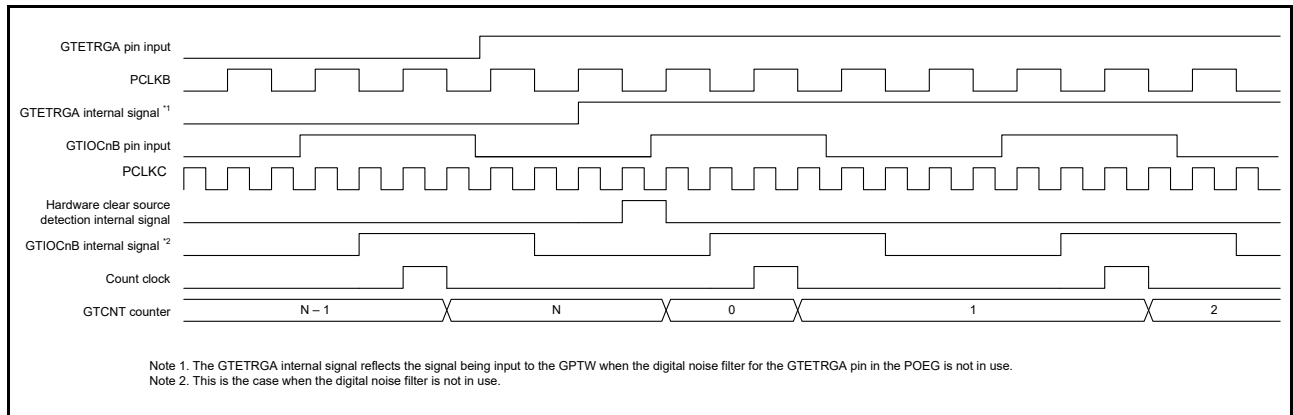 GTETRGA pin input
PCLKB
GTETRGA internal signal *1
GTIOCnB pin input
PCLKC
Hardware clear source
detection internal signal
GTIOCnB internal signal *2
Count clock
GTCNT counter
N – 1
N
0
1
2
Note 1. The GTETRGA internal signal reflects the signal being input to the GPTW when the digital noise filter for the GTETRGA pin in the POEG is not in use.
Note 2. This is the case when the digital noise filter is not in use.